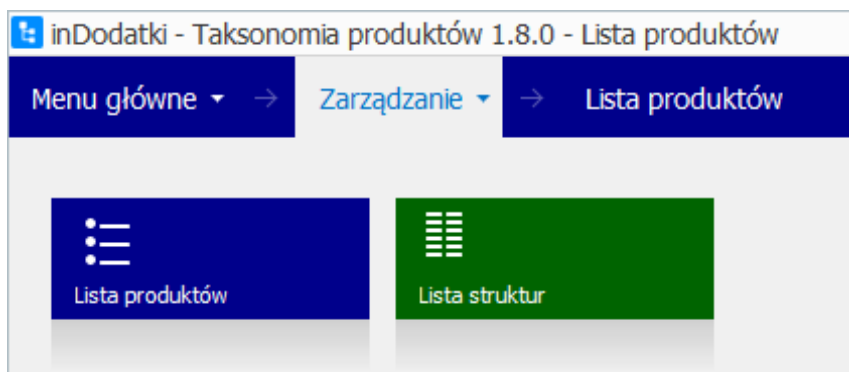 inDodatki - Taksonomia produktów 1.8.0 - Lista produktów
Menu główne → Zarządzanie → Lista produktów
Lista produktów
Lista struktur